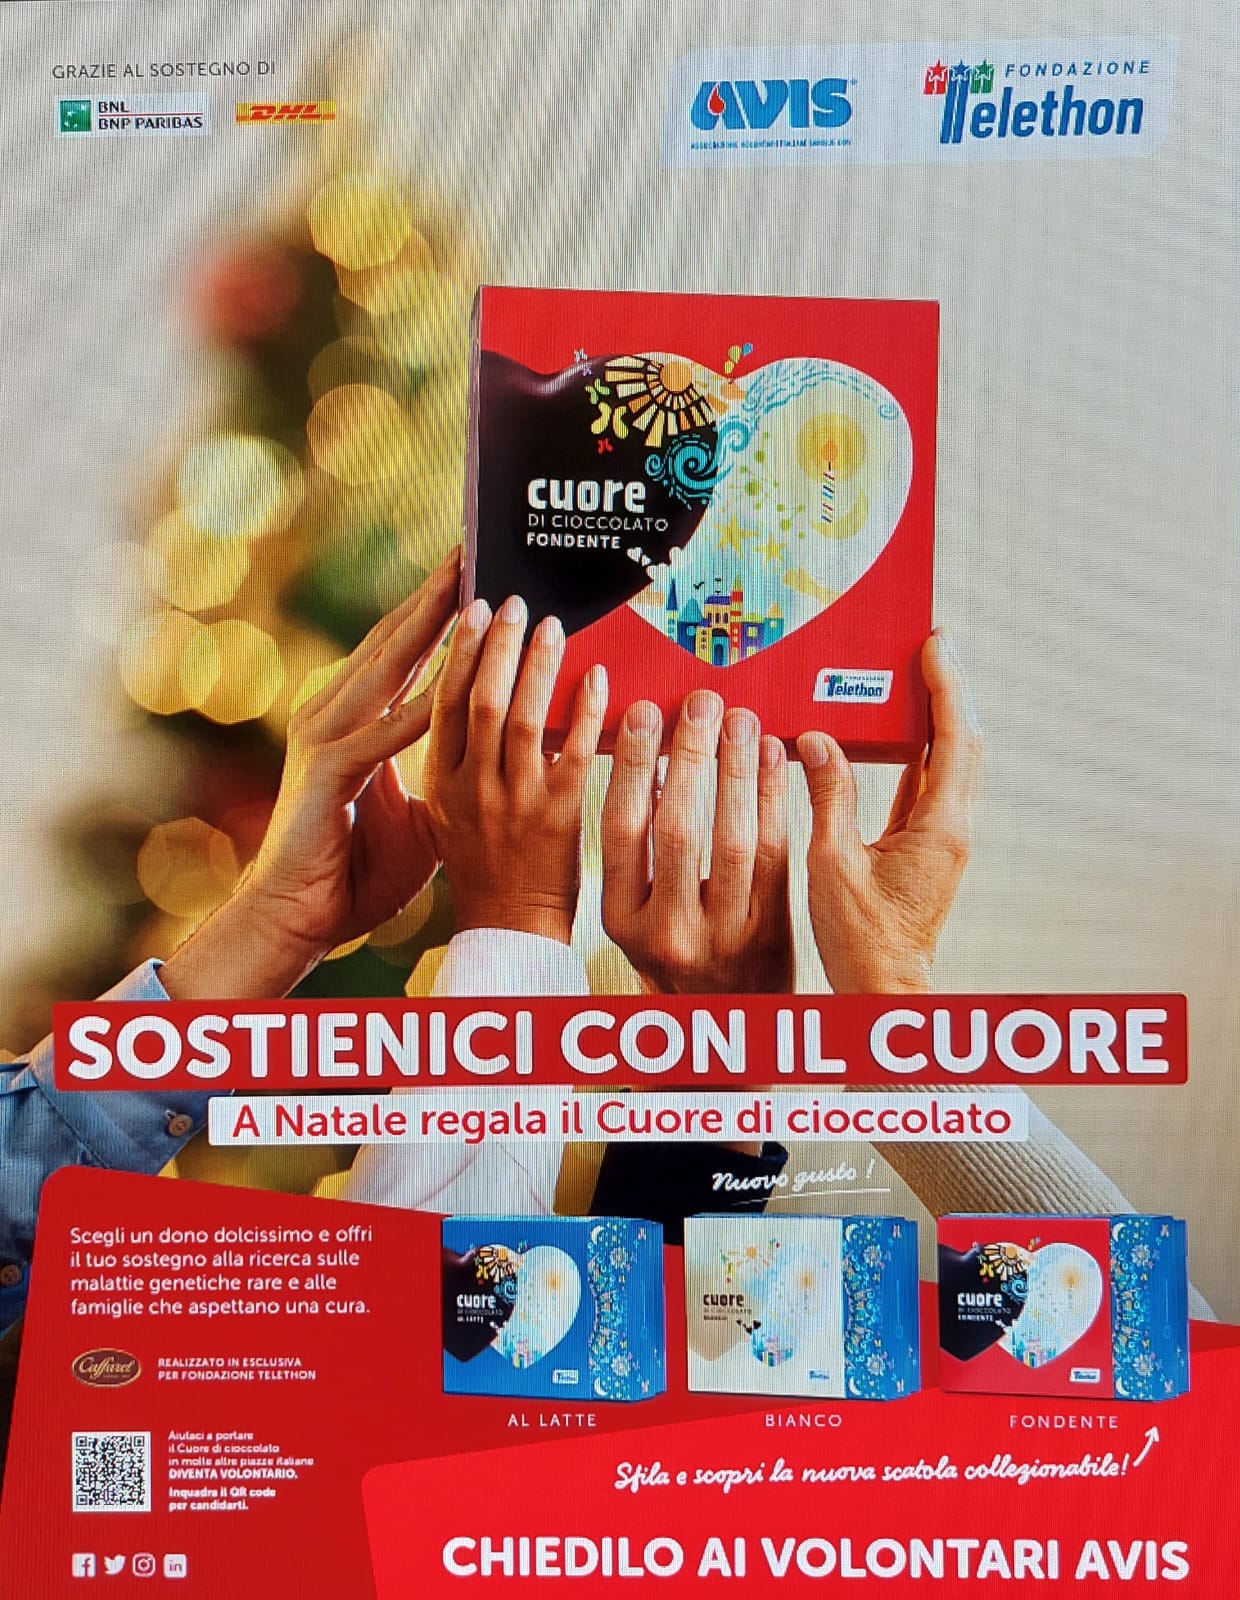 GRAZIE AL SOSTEGNO DI
BNL
BNP PARIBAS
DHL
AVIS
FONDAZIONE
Telethon
cuore
DI CIOCCOLATO
FONDENTE
Telethon
SOSTIENICI CON IL CUORE
A Natale regala il Cuore di cioccolato
Nuovo gusto!
Scegli un dono dolcissimo e offri
il tuo sostegno alla ricerca sulle
malattie genetiche rare e alle
famiglie che aspettano una cura.
Caffarel
REALIZZATO IN ESCLUSIVA
PER FONDAZIONE TELETHON
cuore
DI CIOCCOLATO
AL LATTE
cuore
DI CIOCCOLATO
BIANCO
cuore
DI CIOCCOLATO
FONDENTE
AL LATTE
BIANCO
FONDENTE
Aiutaci a portare
il Cuore di cioccolato
in molte altre piazze italiane
DIVENTA VOLONTARIO.
Inquadra il QR code
per candidarti.
Sfila e scopri la nuova scatola collezionabile!
CHIEDILO AI VOLONTARI AVIS